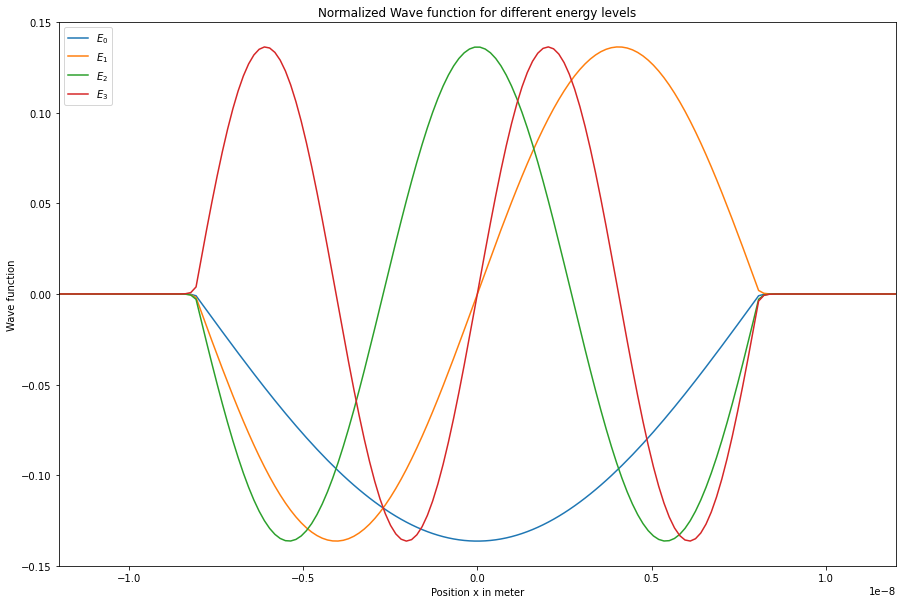 Normalized Wave function for different energy levels
E₀
E₁
E₂
E₃
Wave function
0.15
0.10
0.05
0.00
−0.05
−0.10
−0.15
−1.0 −0.5 0.0 0.5 1.0
1e−8
Position x in meter